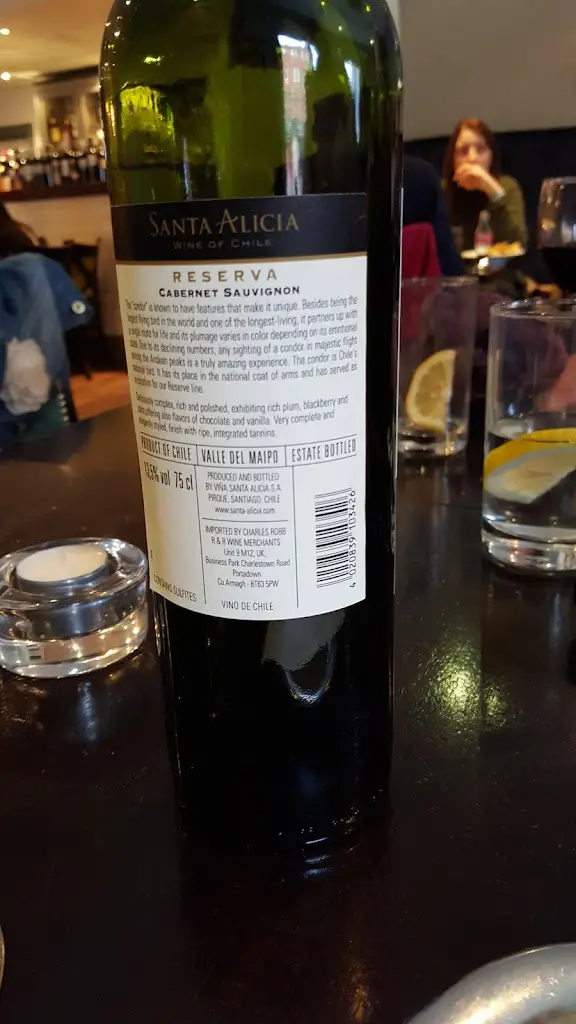 SANTA ALICIA
WINE OF CHILE
RESERVA
CABERNET SAUVIGNON
The "condor" is known to have features that make it unique. Besides being the
largest flying bird in the world and one of the longest-living, it partners up with
a single mate for life and its plumage varies in color depending on its emotional
state. Due to its declining numbers, any sighting of a condor in majestic flight
among the Andean peaks is a truly amazing experience. The condor is Chile's
national bird. It has its place in the national coat of arms and has served as
inspiration for our Reserve line.
Deliciously complex, rich and polished, exhibiting rich plum, blackberry and
offering also flavors of chocolate and vanilla. Very complete and
elegantly styled, finish with ripe, integrated tannins.
PRODUCT OF CHILE VALLE DEL MAIPO ESTATE BOTTLED
vol 75 cl
PRODUCED AND BOTTLED
BY VIÑA SANTA ALICIA S.A.
PIRQUE, SANTIAGO. CHILE
www.santa-alicia.com
IMPORTED BY CHARLES ROBB
R & R WINE MERCHANTS
Unit 9 M12, UK,
Business Park Charlestown Road
Portadown
Co.Armagh - BT63 5PW
4 020839 103426
CONTAINS SULFITES
VINO DE CHILE